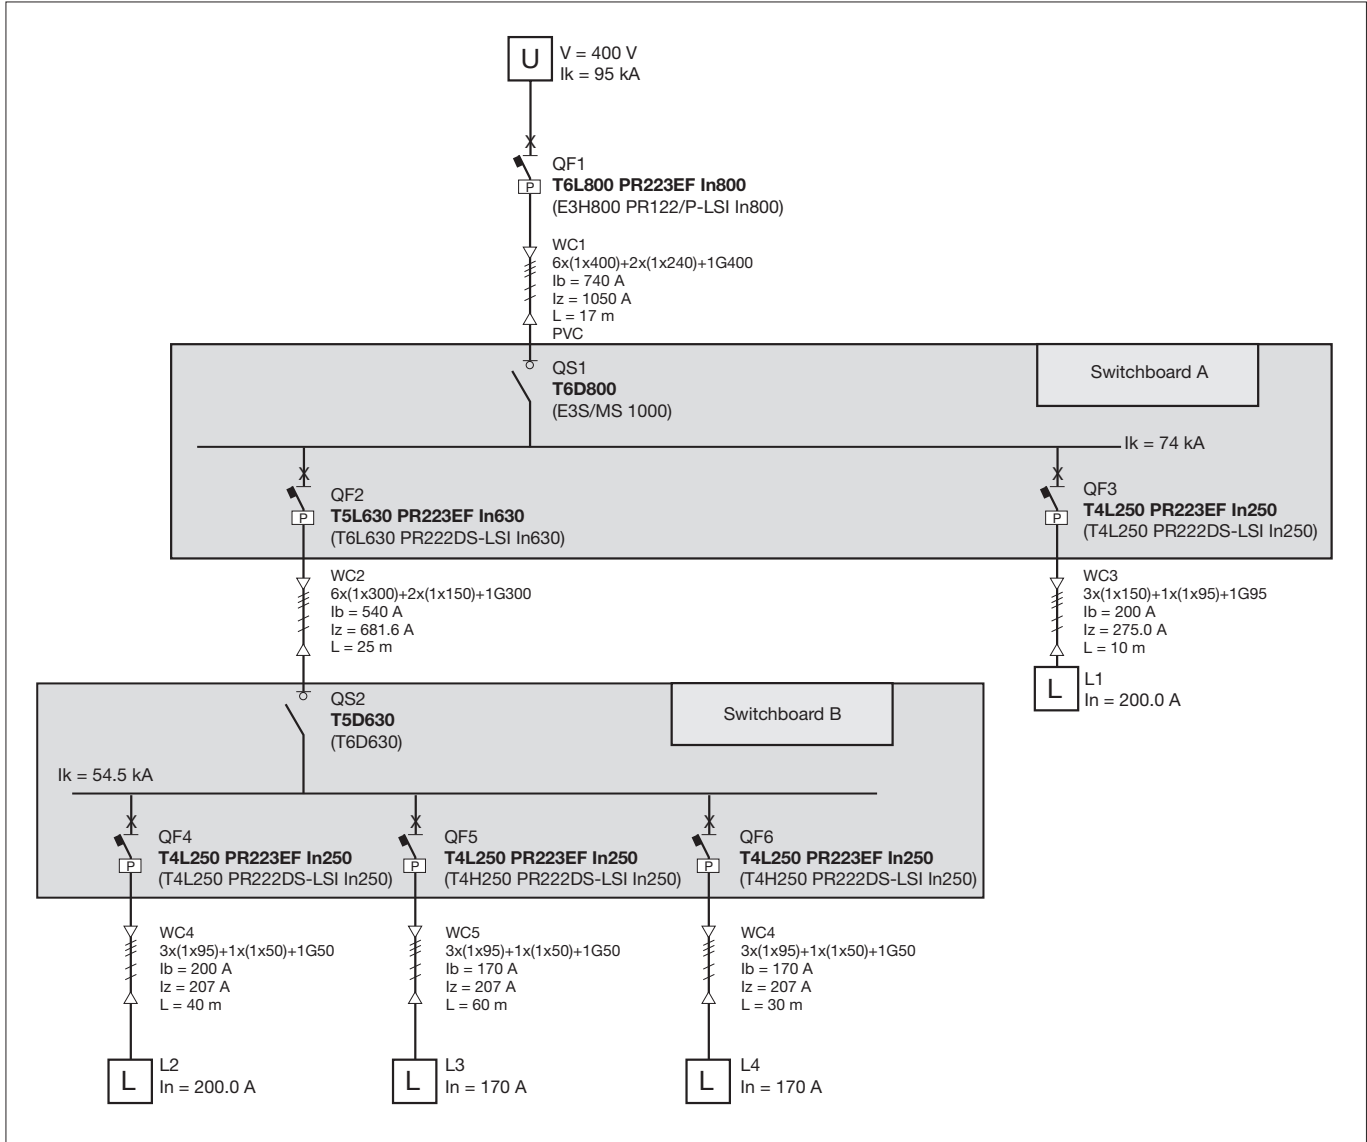 U
V = 400 V
Ik = 95 kA
QF1
P
T6L800 PR223EF In800
(E3H800 PR122/P-LSI In800)
WC1
6x(1x400)+2x(1x240)+1G400
Ib = 740 A
Iz = 1050 A
L = 17 m
PVC
QS1
T6D800
(E3S/MS 1000)
Switchboard A
Ik = 74 kA
QF2
P
T5L630 PR223EF In630
(T6L630 PR222DS-LSI In630)
QF3
P
T4L250 PR223EF In250
(T4L250 PR222DS-LSI In250)
WC2
6x(1x300)+2x(1x150)+1G300
Ib = 540 A
Iz = 681.6 A
L = 25 m
WC3
3x(1x150)+1x(1x95)+1G95
Ib = 200 A
Iz = 275.0 A
L = 10 m
L
L1
In = 200.0 A
QS2
T5D630
(T6D630)
Switchboard B
Ik = 54.5 kA
QF4
P
T4L250 PR223EF In250
(T4L250 PR222DS-LSI In250)
QF5
P
T4L250 PR223EF In250
(T4H250 PR222DS-LSI In250)
QF6
P
T4L250 PR223EF In250
(T4H250 PR222DS-LSI In250)
WC4
3x(1x95)+1x(1x50)+1G50
Ib = 200 A
Iz = 207 A
L = 40 m
WC5
3x(1x95)+1x(1x50)+1G50
Ib = 170 A
Iz = 207 A
L = 60 m
WC4
3x(1x95)+1x(1x50)+1G50
Ib = 170 A
Iz = 207 A
L = 30 m
L
L2
In = 200.0 A
L
L3
In = 170 A
L
L4
In = 170 A